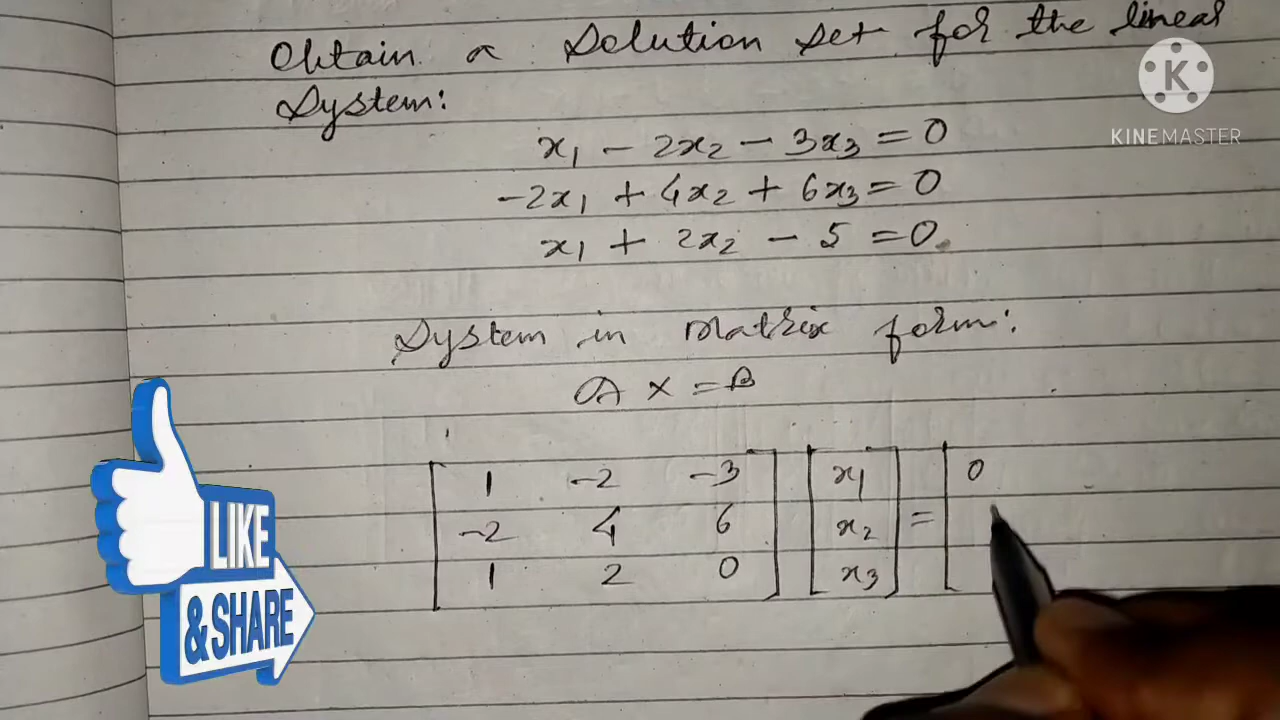 Obtain a solution set for the linear
System:
x₁ - 2x₂ - 3x₃ = 0
-2x₁ + 4x₂ + 6x₃ = 0
x₁ + 2x₂ - 5 = 0.
System in matrix form:
A X = B
1 -2 -3 x₁ 0
-2 4 6 x₂ =
1 2 0 x₃
K
KINEMASTER
LIKE
& SHARE